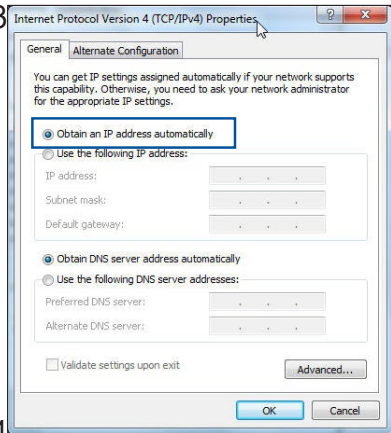 3
Internet Protocol Version 4 (TCP/IPv4) Properties
General
Alternate Configuration
You can get IP settings assigned automatically if your network supports
this capability. Otherwise, you need to ask your network administrator
for the appropriate IP settings.
Obtain an IP address automatically
Use the following IP address:
IP address:
Subnet mask:
Default gateway:
Obtain DNS server address automatically
Use the following DNS server addresses:
Preferred DNS server:
Alternate DNS server:
Validate settings upon exit
Advanced...
OK
Cancel